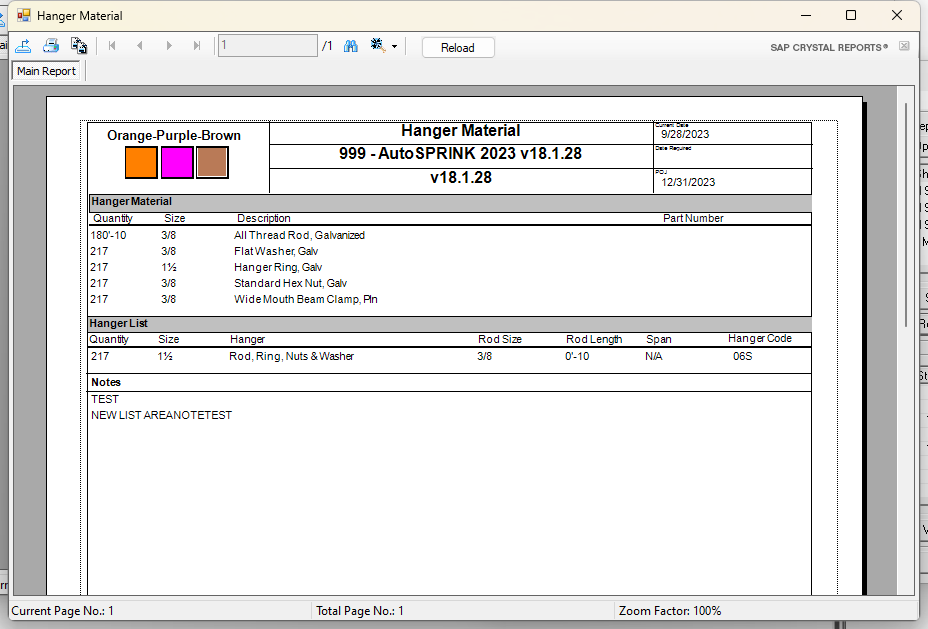 Hanger Material
1 /1 Reload SAP CRYSTAL REPORTS®
Main Report
Orange-Purple-Brown
Hanger Material
999 - AutoSPRINK 2023 v18.1.28
v18.1.28
Current Date
9/28/2023
Date Required
12/31/2023
Hanger Material
Quantity Size Description Part Number
180'-10 3/8 All Thread Rod, Galvanized
217 3/8 Flat Washer, Galv
217 1½ Hanger Ring, Galv
217 3/8 Standard Hex Nut, Galv
217 3/8 Wide Mouth Beam Clamp, Pln
Hanger List
Quantity Size Hanger Rod Size Rod Length Span Hanger Code
217 1½ Rod, Ring, Nuts & Washer 3/8 0'-10 N/A 06S
Notes
TEST
NEW LIST AREANOTETEST
Current Page No.: 1 Total Page No.: 1 Zoom Factor: 100%